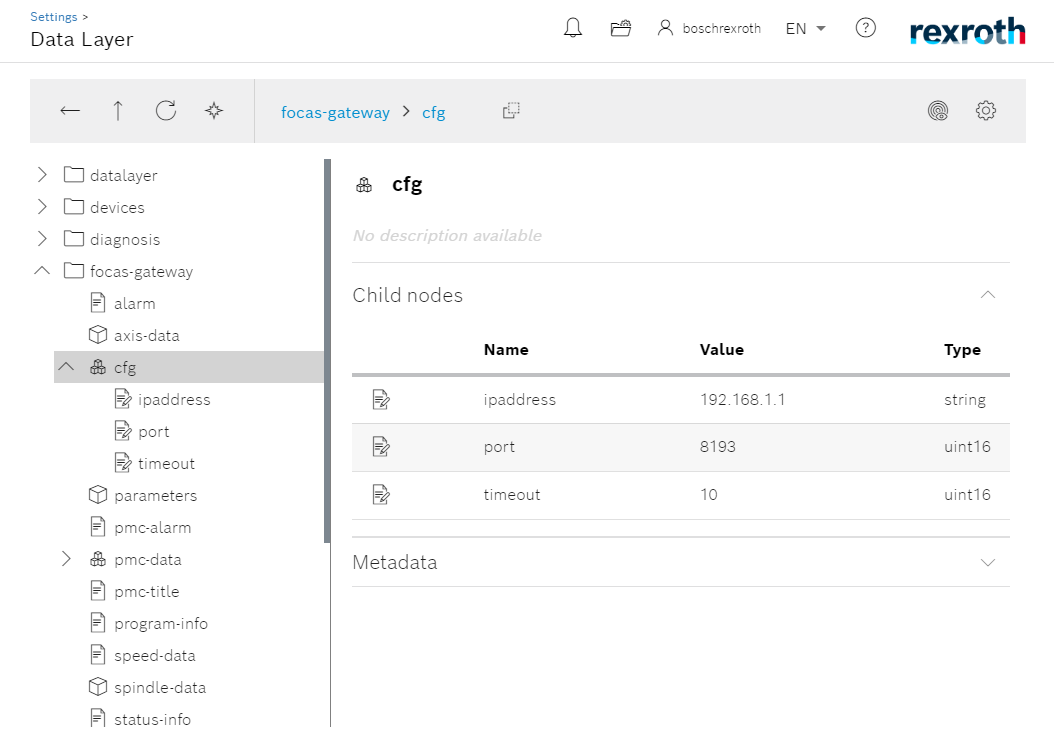 Settings >
Data Layer
boschrexroth
EN
?
rexroth
focas-gateway > cfg
datalayer
devices
diagnosis
focas-gateway
alarm
axis-data
cfg
ipaddress
port
timeout
parameters
pmc-alarm
pmc-data
pmc-title
program-info
speed-data
spindle-data
status-info
cfg
No description available
Child nodes
Name Value Type
ipaddress 192.168.1.1 string
port 8193 uint16
timeout 10 uint16
Metadata